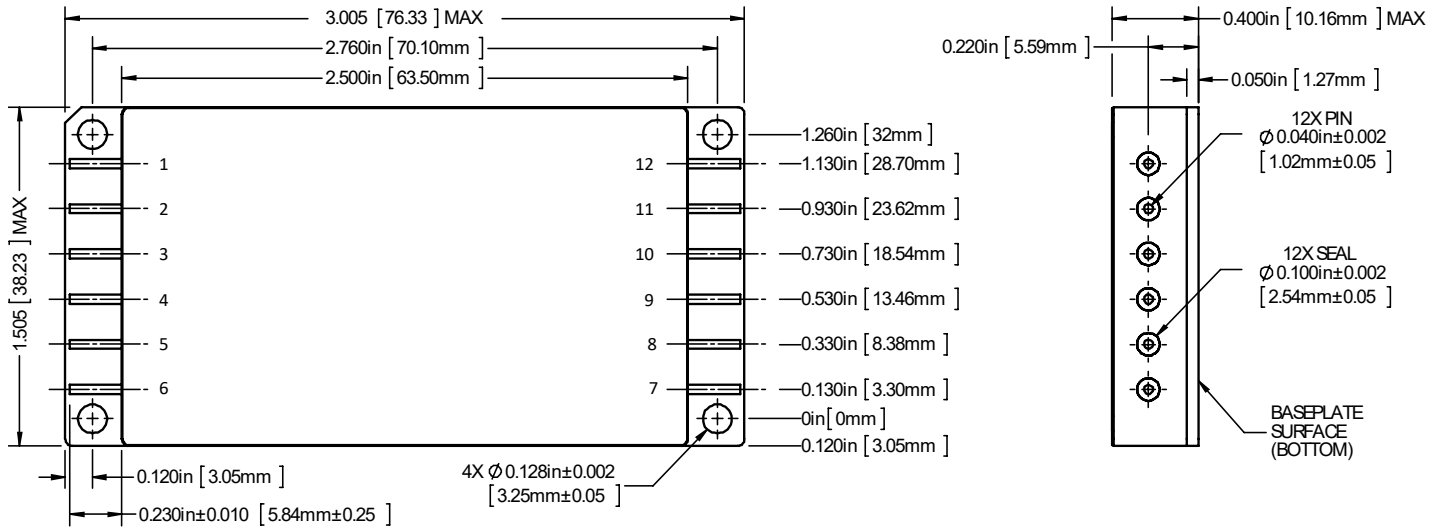 3.005 [76.33] MAX
2.760in [70.10mm]
2.500in [63.50mm]
1.505 [38.23] MAX
1
2
3
4
5
6
12
11
10
9
8
7
1.260in [32mm]
1.130in [28.70mm]
0.930in [23.62mm]
0.730in [18.54mm]
0.530in [13.46mm]
0.330in [8.38mm]
0.130in [3.30mm]
0in[0mm]
0.120in [3.05mm]
0.120in [3.05mm]
0.230in±0.010 [5.84mm±0.25]
4X Ø0.128in±0.002
[3.25mm±0.05]
0.400in [10.16mm] MAX
0.220in [5.59mm]
0.050in [1.27mm]
12X PIN
Ø0.040in±0.002
[1.02mm±0.05]
12X SEAL
Ø0.100in±0.002
[2.54mm±0.05]
BASEPLATE
SURFACE
(BOTTOM)